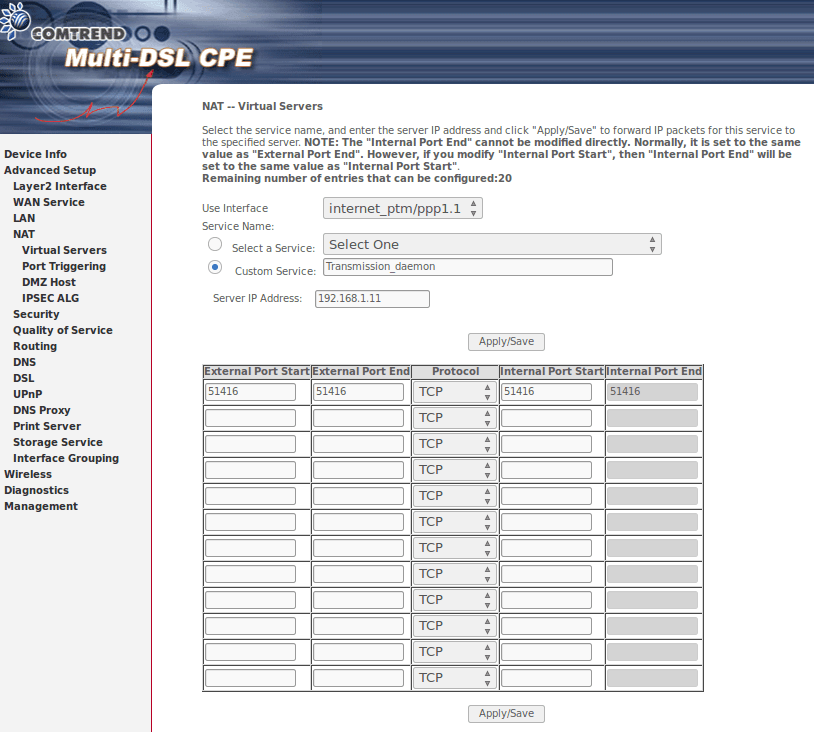 COMTREND
Multi-DSL CPE
NAT -- Virtual Servers
Select the service name, and enter the server IP address and click "Apply/Save" to forward IP packets for this service to
the specified server. NOTE: The "Internal Port End" cannot be modified directly. Normally, it is set to the same
value as "External Port End". However, if you modify "Internal Port Start", then "Internal Port End" will be
set to the same value as "Internal Port Start".
Remaining number of entries that can be configured:20
Device Info
Advanced Setup
Layer2 Interface
WAN Service
LAN
NAT
Virtual Servers
Port Triggering
DMZ Host
IPSEC ALG
Security
Quality of Service
Routing
DNS
DSL
UPnP
DNS Proxy
Print Server
Storage Service
Interface Grouping
Wireless
Diagnostics
Management
Use Interface internet_ptm/ppp1.1
Service Name:
Select a Service: Select One
Custom Service: Transmission_daemon
Server IP Address: 192.168.1.11
Apply/Save
External Port Start External Port End Protocol Internal Port Start Internal Port End
51416 51416 TCP 51416 51416
TCP
TCP
TCP
TCP
TCP
TCP
TCP
TCP
TCP
TCP
TCP
Apply/Save